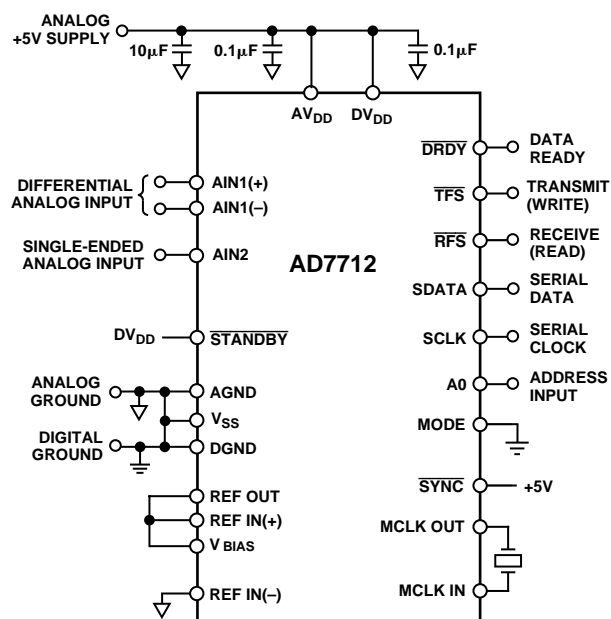 ANALOG
+5V SUPPLY
10µF
0.1µF
0.1µF
AVDD
DVDD
DRDY
DATA
READY
DIFFERENTIAL
ANALOG INPUT
AIN1(+)
AIN1(–)
TFS
TRANSMIT
(WRITE)
SINGLE-ENDED
ANALOG INPUT
AIN2
AD7712
RFS
RECEIVE
(READ)
SDATA
SERIAL
DATA
DVDD
STANDBY
SCLK
SERIAL
CLOCK
ANALOG
GROUND
AGND
A0
ADDRESS
INPUT
VSS
MODE
DIGITAL
GROUND
DGND
SYNC
+5V
REF OUT
REF IN(+)
VBIAS
MCLK OUT
REF IN(–)
MCLK IN